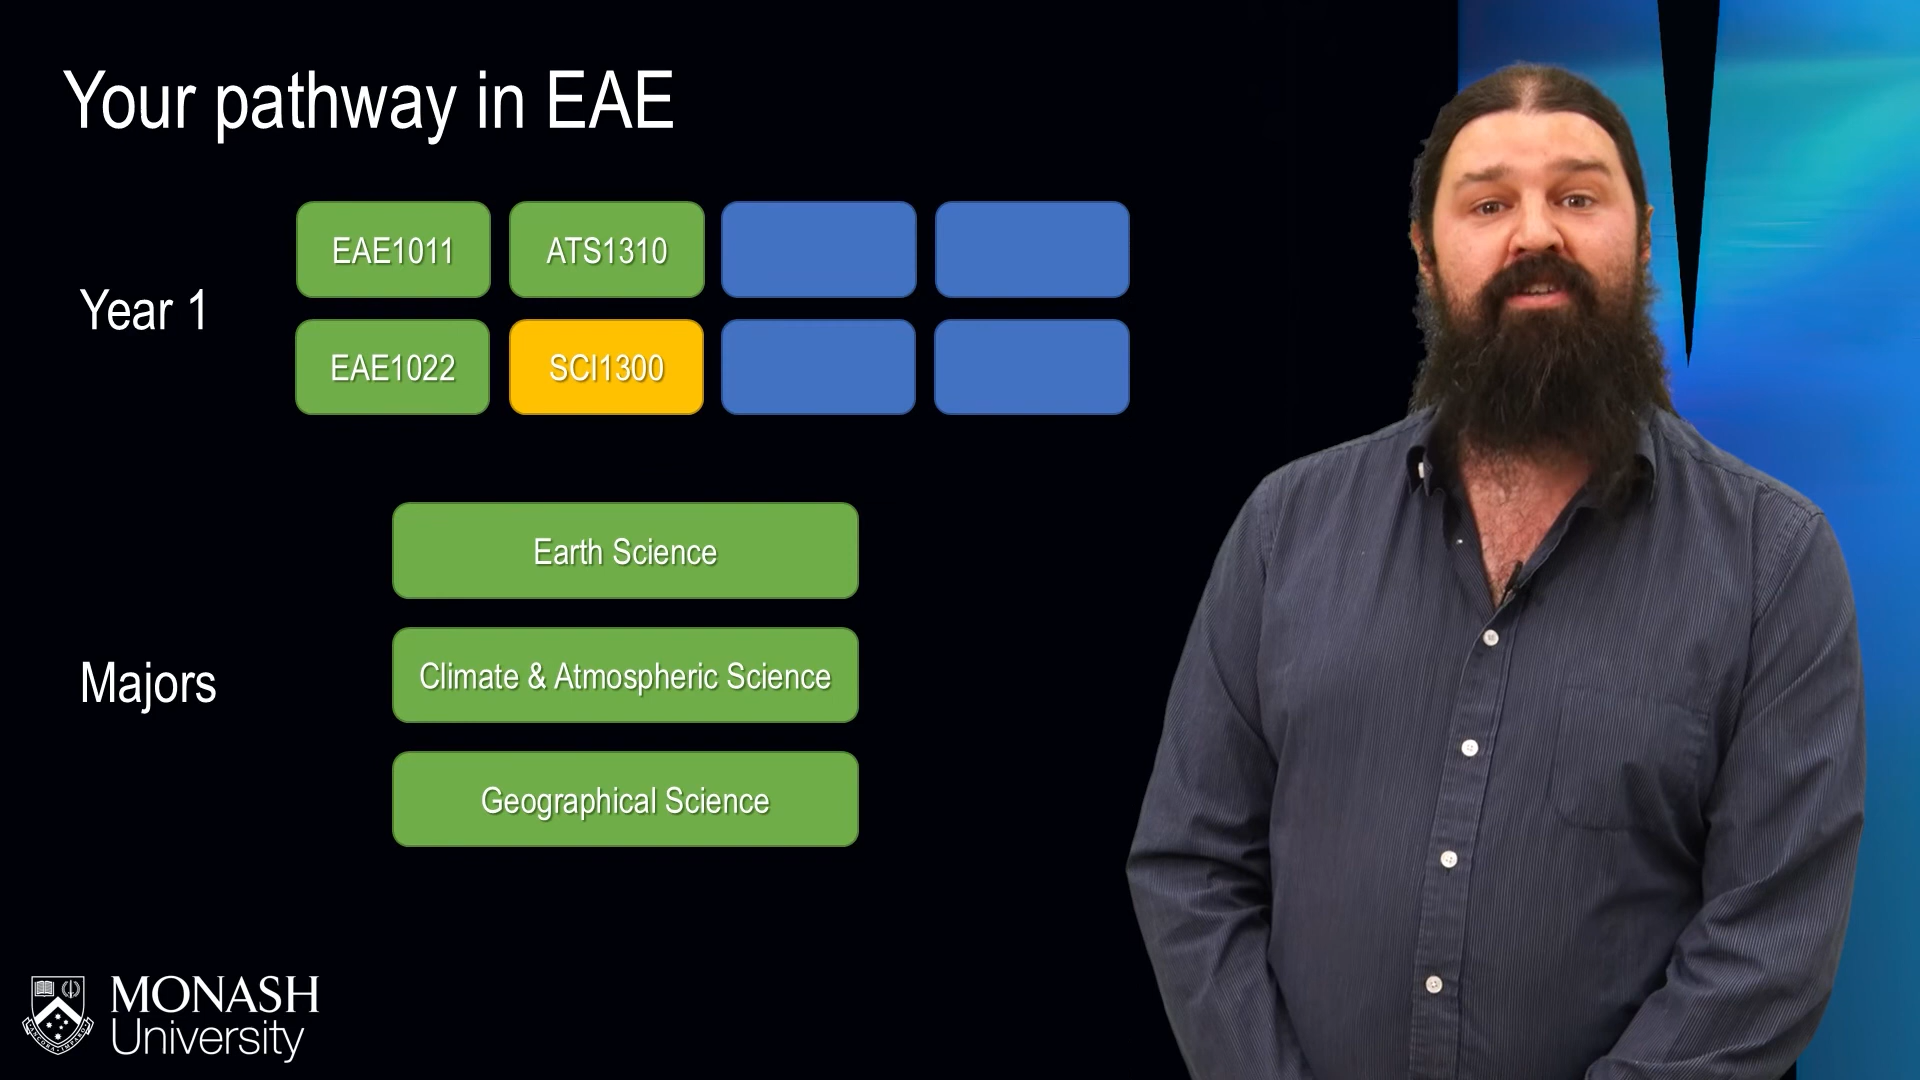 Your pathway in EAE
Year 1
EAE1011
ATS1310
EAE1022
SCI1300
Majors
Earth Science
Climate & Atmospheric Science
Geographical Science
MONASH
University